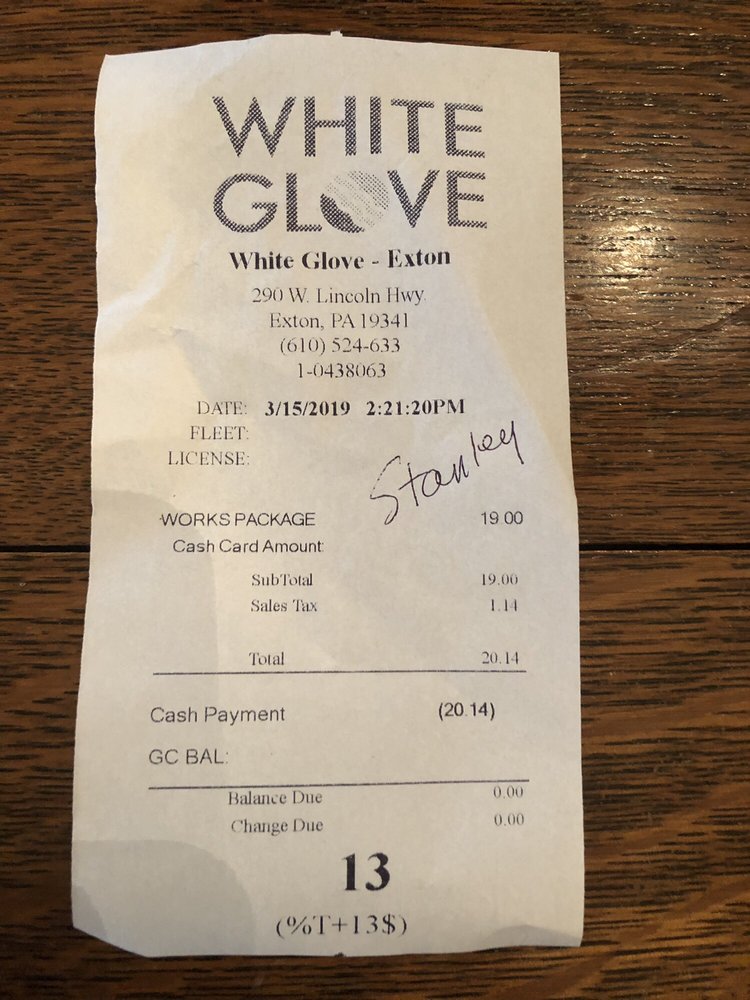 WHITE
GLOVE
White Glove - Exton
290 W. Lincoln Hwy.
Exton, PA 19341
(610) 524-633
1-0438063
DATE: 3/15/2019 2:21:20PM
FLEET:
LICENSE:
Stanley
WORKS PACKAGE 19.00
Cash Card Amount:
SubTotal 19.00
Sales Tax 1.14
Total 20.14
Cash Payment (20.14)
GC BAL:
Balance Due 0.00
Change Due 0.00
13
(%T+13$)